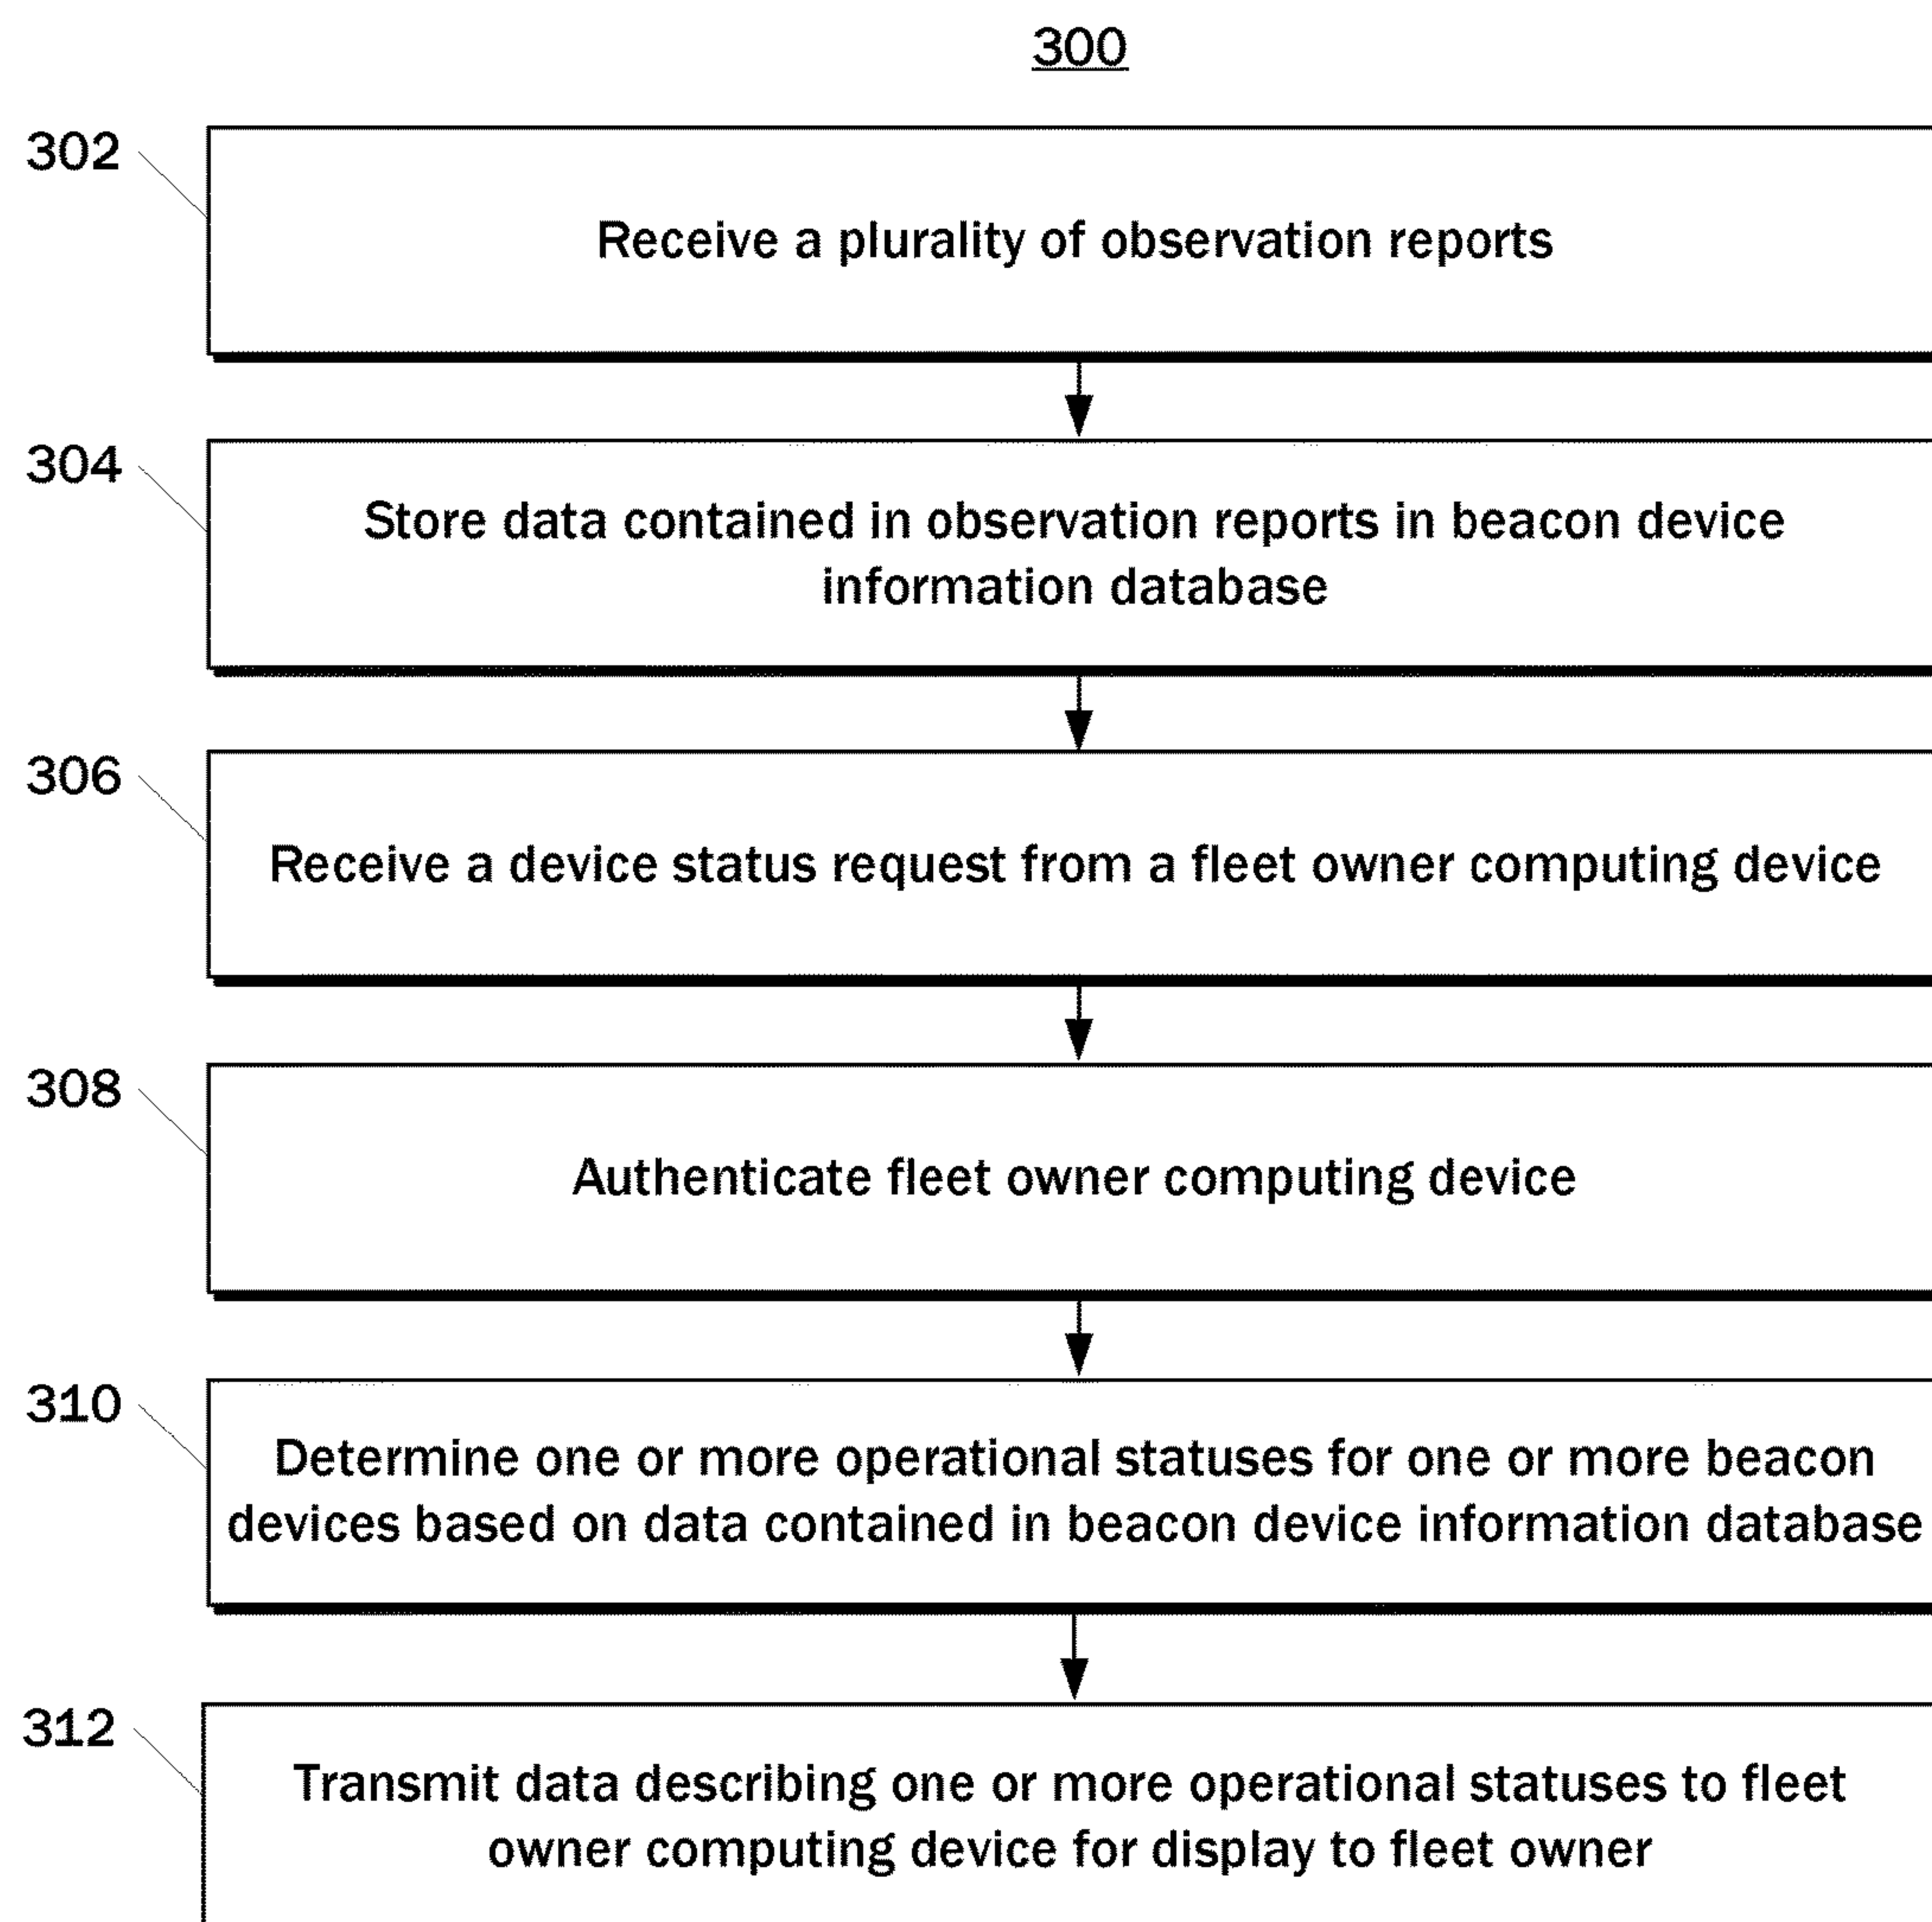 300
302
Receive a plurality of observation reports
304
Store data contained in observation reports in beacon device
information database
306
Receive a device status request from a fleet owner computing device
308
Authenticate fleet owner computing device
310
Determine one or more operational statuses for one or more beacon
devices based on data contained in beacon device information database
312
Transmit data describing one or more operational statuses to fleet
owner computing device for display to fleet owner